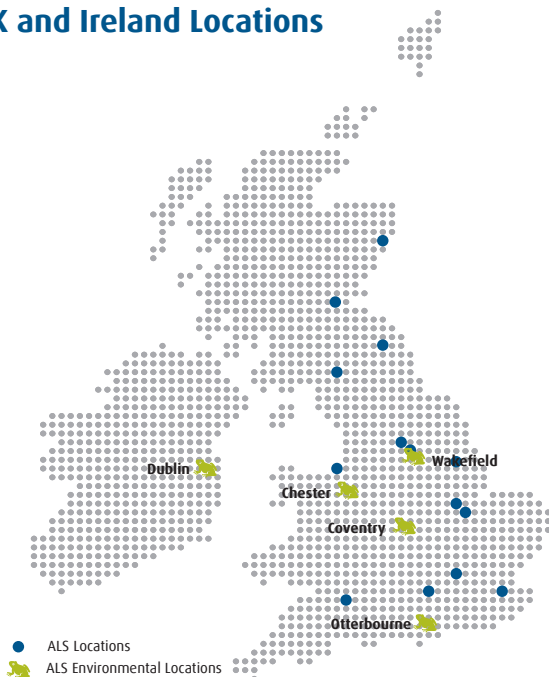 K and Ireland Locations
Wakefield
Dublin
Chester
Coventry
Otterbourne
ALS Locations
ALS Environmental Locations